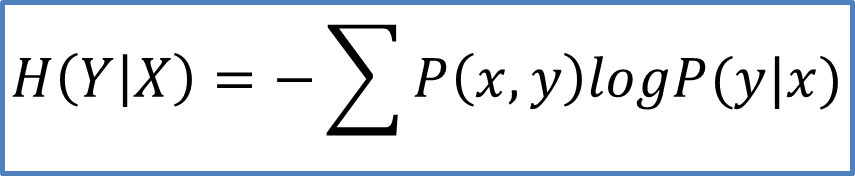 H(Y|X) = −∑ P(x, y)logP(y|x)